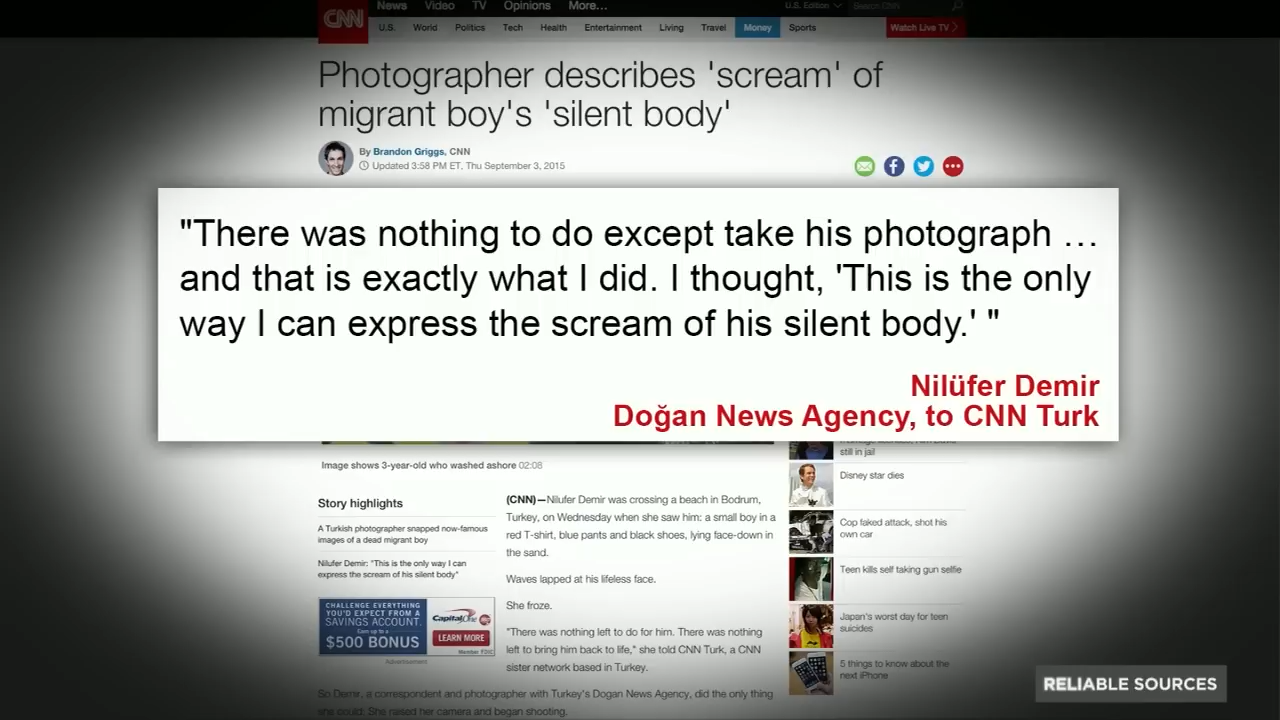 CNN
News Video TV Opinions More...
U.S. Edition
Search CNN
U.S. World Politics Tech Health Entertainment Living Travel Money Sports
Watch Live TV
Photographer describes 'scream' of
migrant boy's 'silent body'
By Brandon Griggs, CNN
Updated 3:58 PM ET, Thu September 3, 2015
"There was nothing to do except take his photograph …
and that is exactly what I did. I thought, 'This is the only
way I can express the scream of his silent body.' "
Nilüfer Demir
Doğan News Agency, to CNN Turk
Image shows 3-year-old who washed ashore 02:08
Story highlights
A Turkish photographer snapped now-famous
images of a dead migrant boy
Nilufer Demir: "This is the only way I can
express the scream of his silent body"
CHALLENGE EVERYTHING
YOU'D EXPECT FROM A
SAVINGS ACCOUNT.
Earn up to a
$500 BONUS
Capital One 360
LEARN MORE
Member FDIC
Advertisement
(CNN)—Nilufer Demir was crossing a beach in Bodrum,
Turkey, on Wednesday when she saw him: a small boy in a
red T-shirt, blue pants and black shoes, lying face-down in
the sand.
Waves lapped at his lifeless face.
She froze.
"There was nothing left to do for him. There was nothing
left to bring him back to life," she told CNN Turk, a CNN
sister network based in Turkey.
So Demir, a correspondent and photographer with Turkey's Dogan News Agency, did the only thing
she could: She raised her camera and began shooting.
still in jail
Disney star dies
Cop faked attack, shot his
own car
Teen kills self taking gun selfie
Japan's worst day for teen
suicides
5 things to know about the
next iPhone
RELIABLE SOURCES